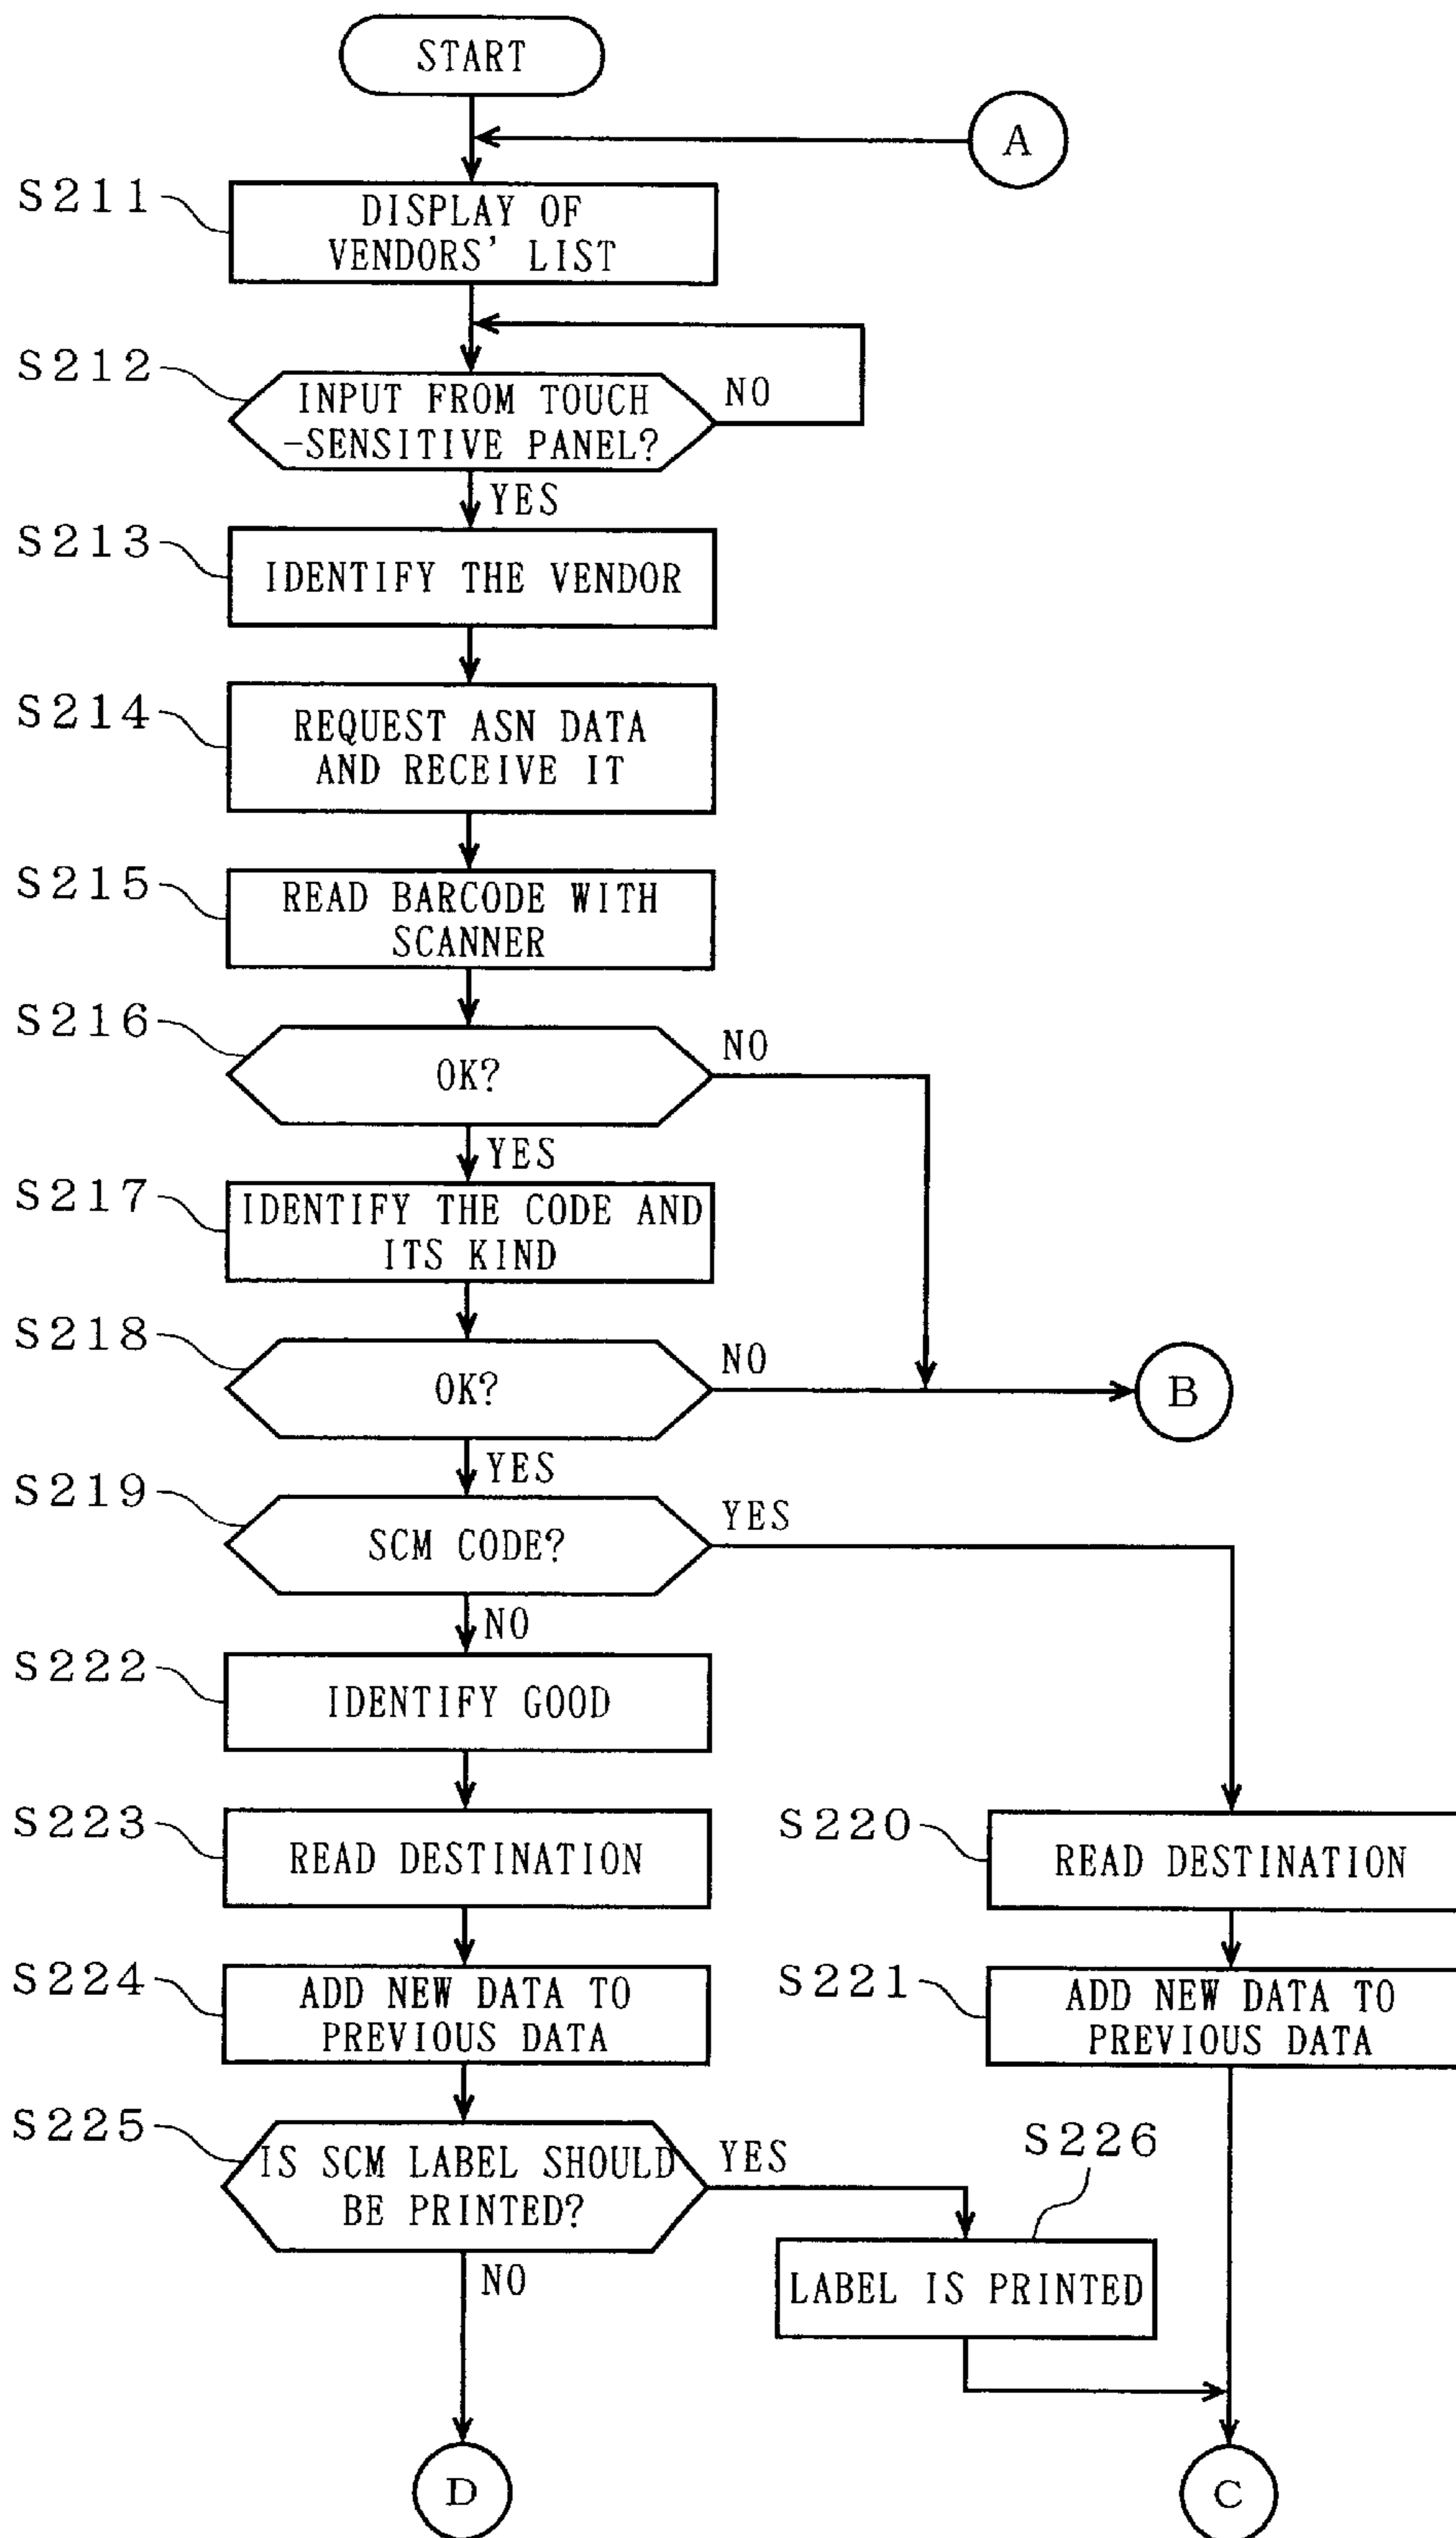 START
A
S211
DISPLAY OF
VENDORS' LIST
S212
INPUT FROM TOUCH
-SENSITIVE PANEL?
NO
YES
S213
IDENTIFY THE VENDOR
S214
REQUEST ASN DATA
AND RECEIVE IT
S215
READ BARCODE WITH
SCANNER
S216
OK?
NO
YES
S217
IDENTIFY THE CODE AND
ITS KIND
S218
OK?
NO
B
YES
S219
SCM CODE?
YES
NO
S222
IDENTIFY GOOD
S223
READ DESTINATION
S220
READ DESTINATION
S224
ADD NEW DATA TO
PREVIOUS DATA
S221
ADD NEW DATA TO
PREVIOUS DATA
S225
IS SCM LABEL SHOULD
BE PRINTED?
YES
S226
NO
LABEL IS PRINTED
D
C